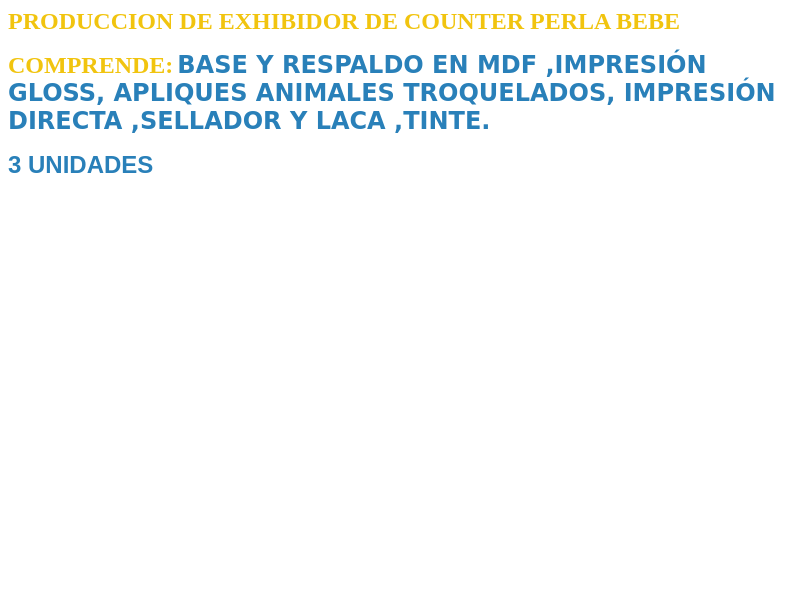 PRODUCCION DE EXHIBIDOR DE COUNTER PERLA BEBE
COMPRENDE: BASE Y RESPALDO EN MDF ,IMPRESIÓN
GLOSS, APLIQUES ANIMALES TROQUELADOS, IMPRESIÓN
DIRECTA ,SELLADOR Y LACA ,TINTE.
3 UNIDADES